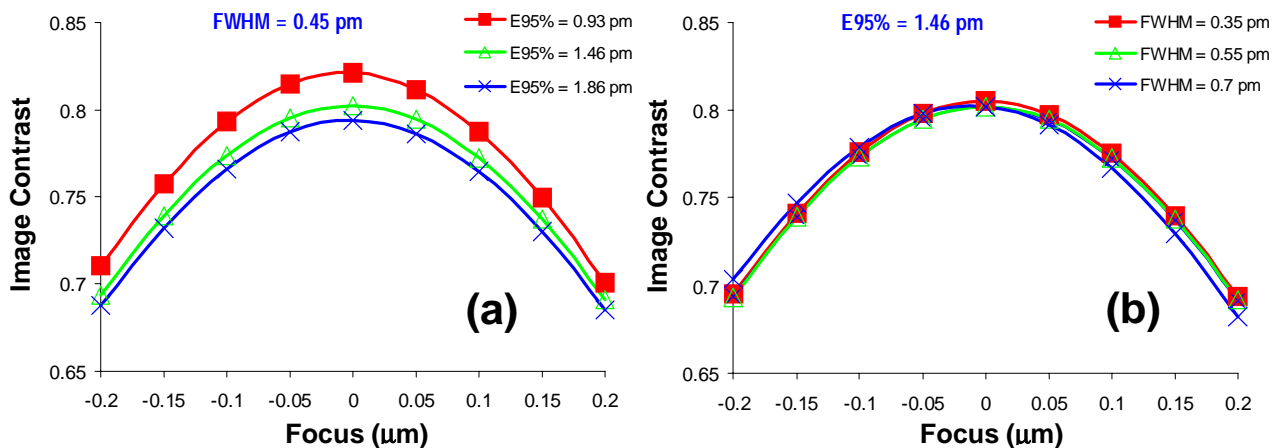 FWHM = 0.45 pm
E95% = 0.93 pm
E95% = 1.46 pm
E95% = 1.86 pm
0.85
0.8
0.75
0.7
0.65
Image Contrast
(a)
-0.2 -0.15 -0.1 -0.05 0 0.05 0.1 0.15 0.2
Focus (μm)
E95% = 1.46 pm
FWHM = 0.35 pm
FWHM = 0.55 pm
FWHM = 0.7 pm
0.85
0.8
0.75
0.7
0.65
Image Contrast
(b)
-0.2 -0.15 -0.1 -0.05 0 0.05 0.1 0.15 0.2
Focus (μm)